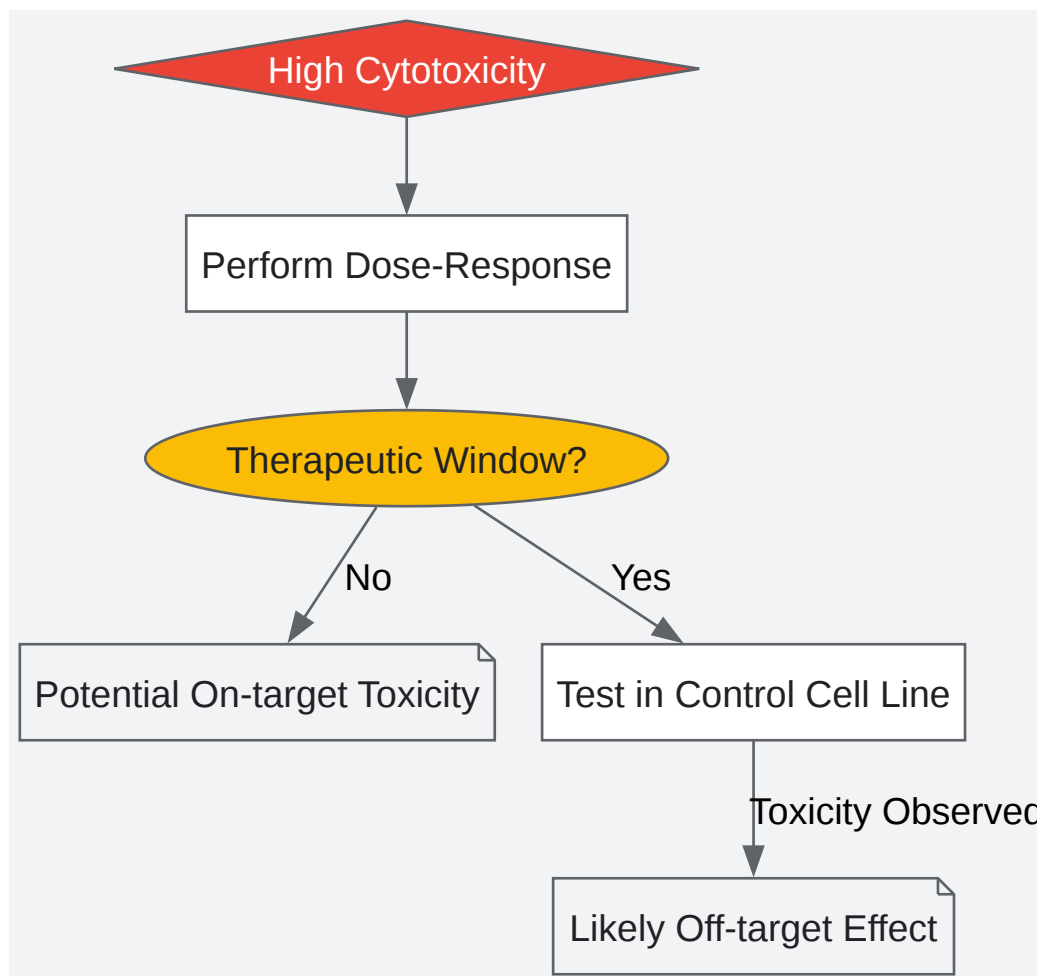 High Cytotoxicity
Perform Dose-Response
Therapeutic Window?
No
Yes
Potential On-target Toxicity
Test in Control Cell Line
Toxicity Observed
Likely Off-target Effect